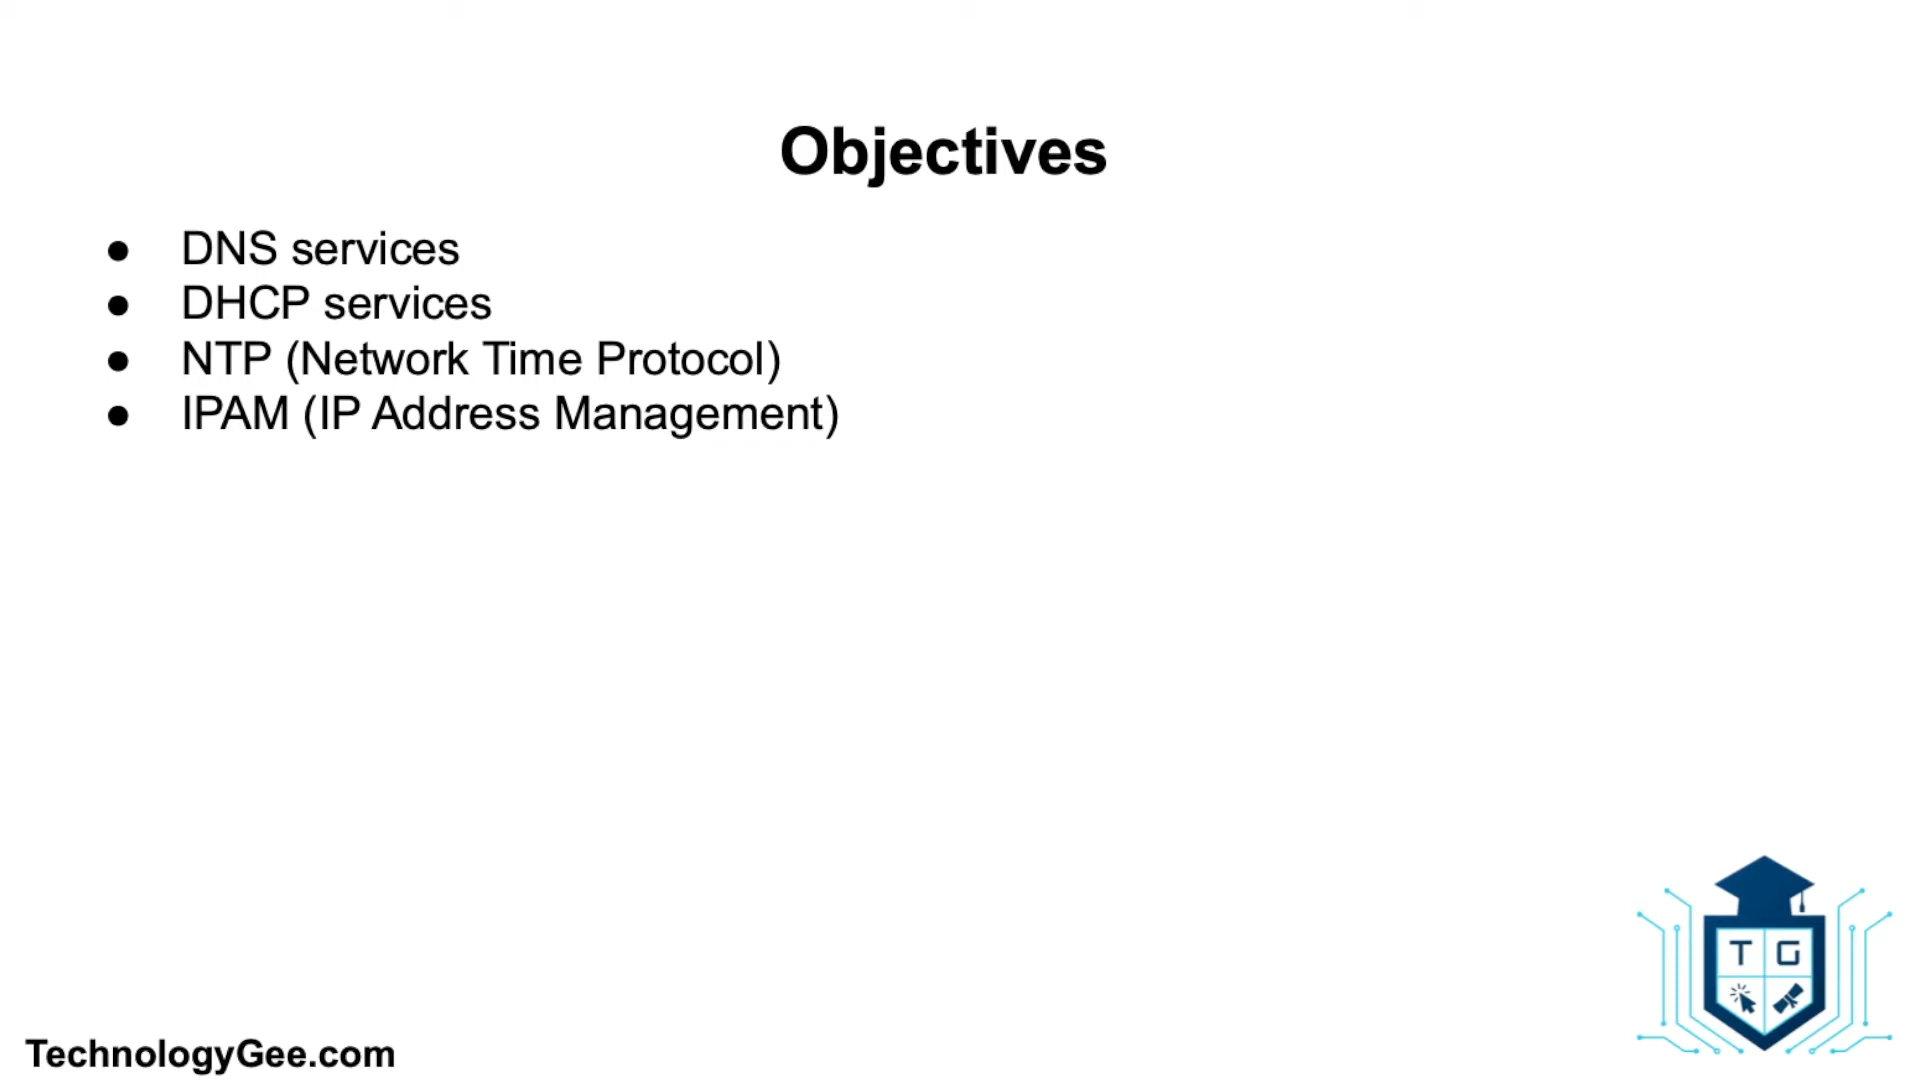 Objectives
● DNS services
● DHCP services
● NTP (Network Time Protocol)
● IPAM (IP Address Management)
T G
TechnologyGee.com